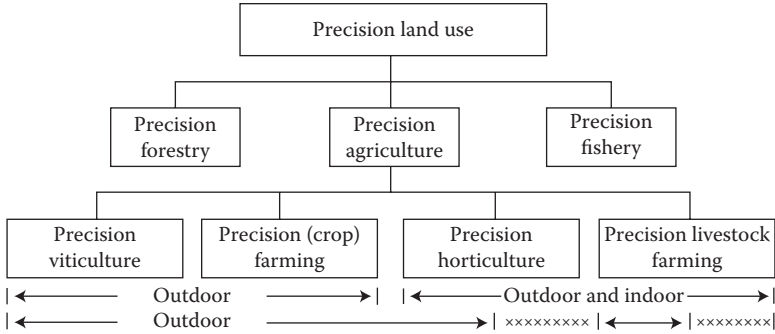 Precision land use
Precision Precision Precision
forestry agriculture fishery
Precision Precision (crop) Precision Precision livestock
viticulture farming horticulture farming
Outdoor Outdoor and indoor
Outdoor ××××××××× ××××××××